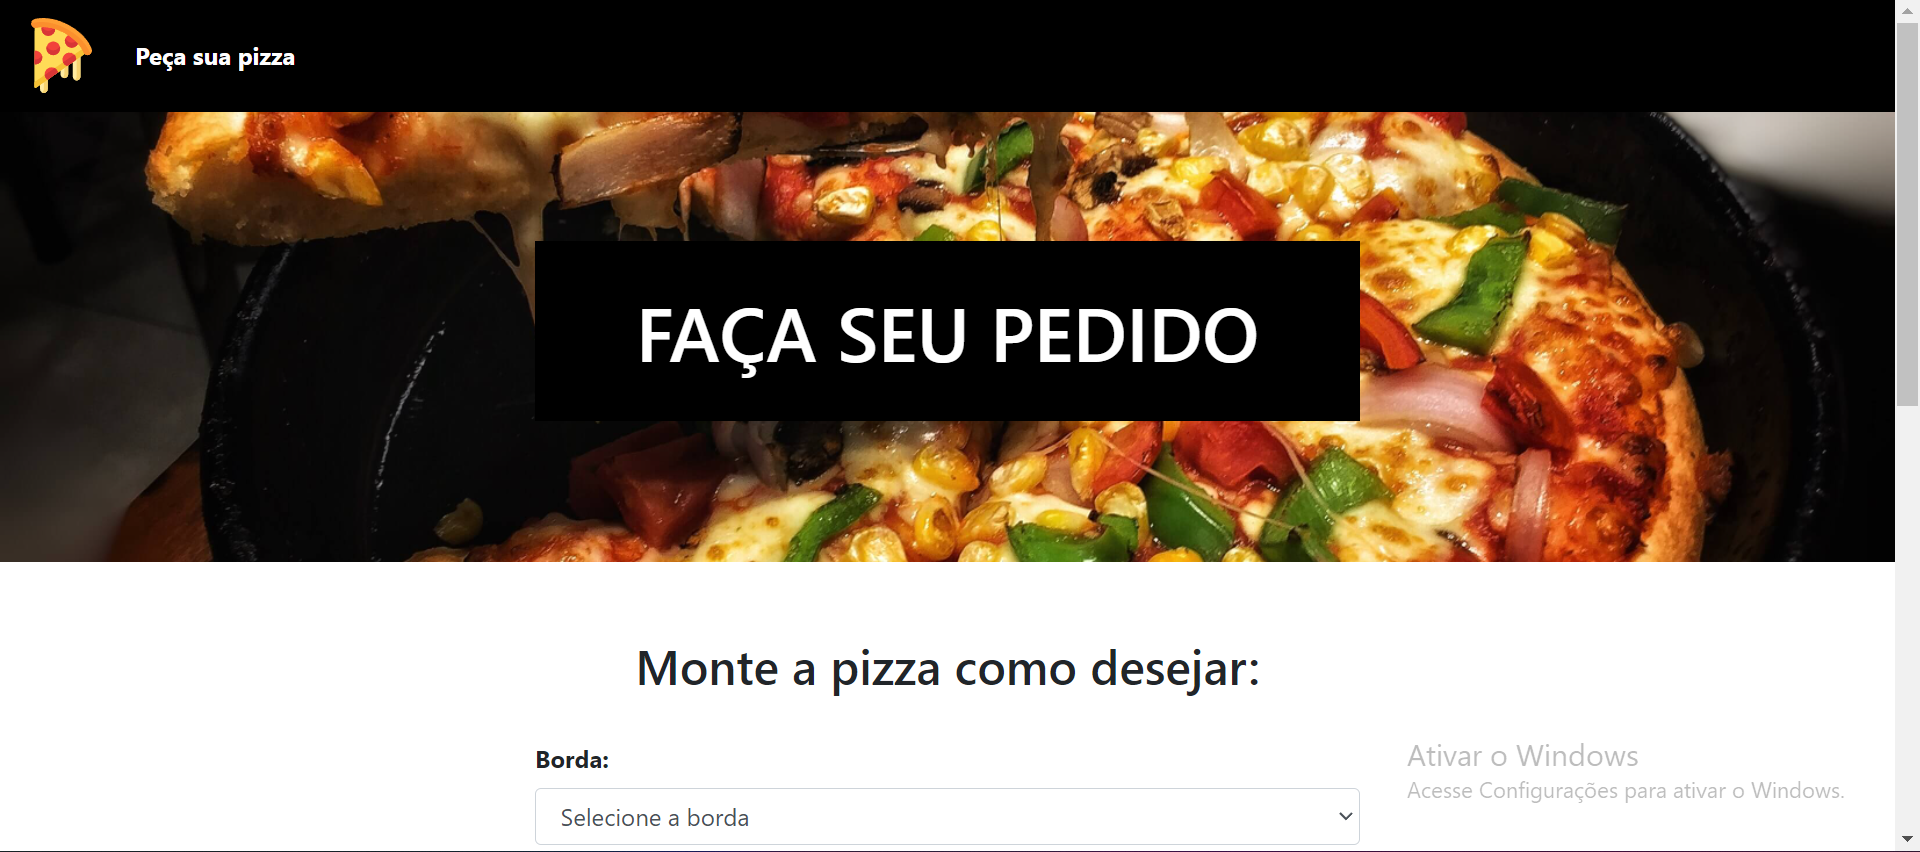 Peça sua pizza
FAÇA SEU PEDIDO
Monte a pizza como desejar:
Borda:
Selecione a borda
Ativar o Windows
Acesse Configurações para ativar o Windows.